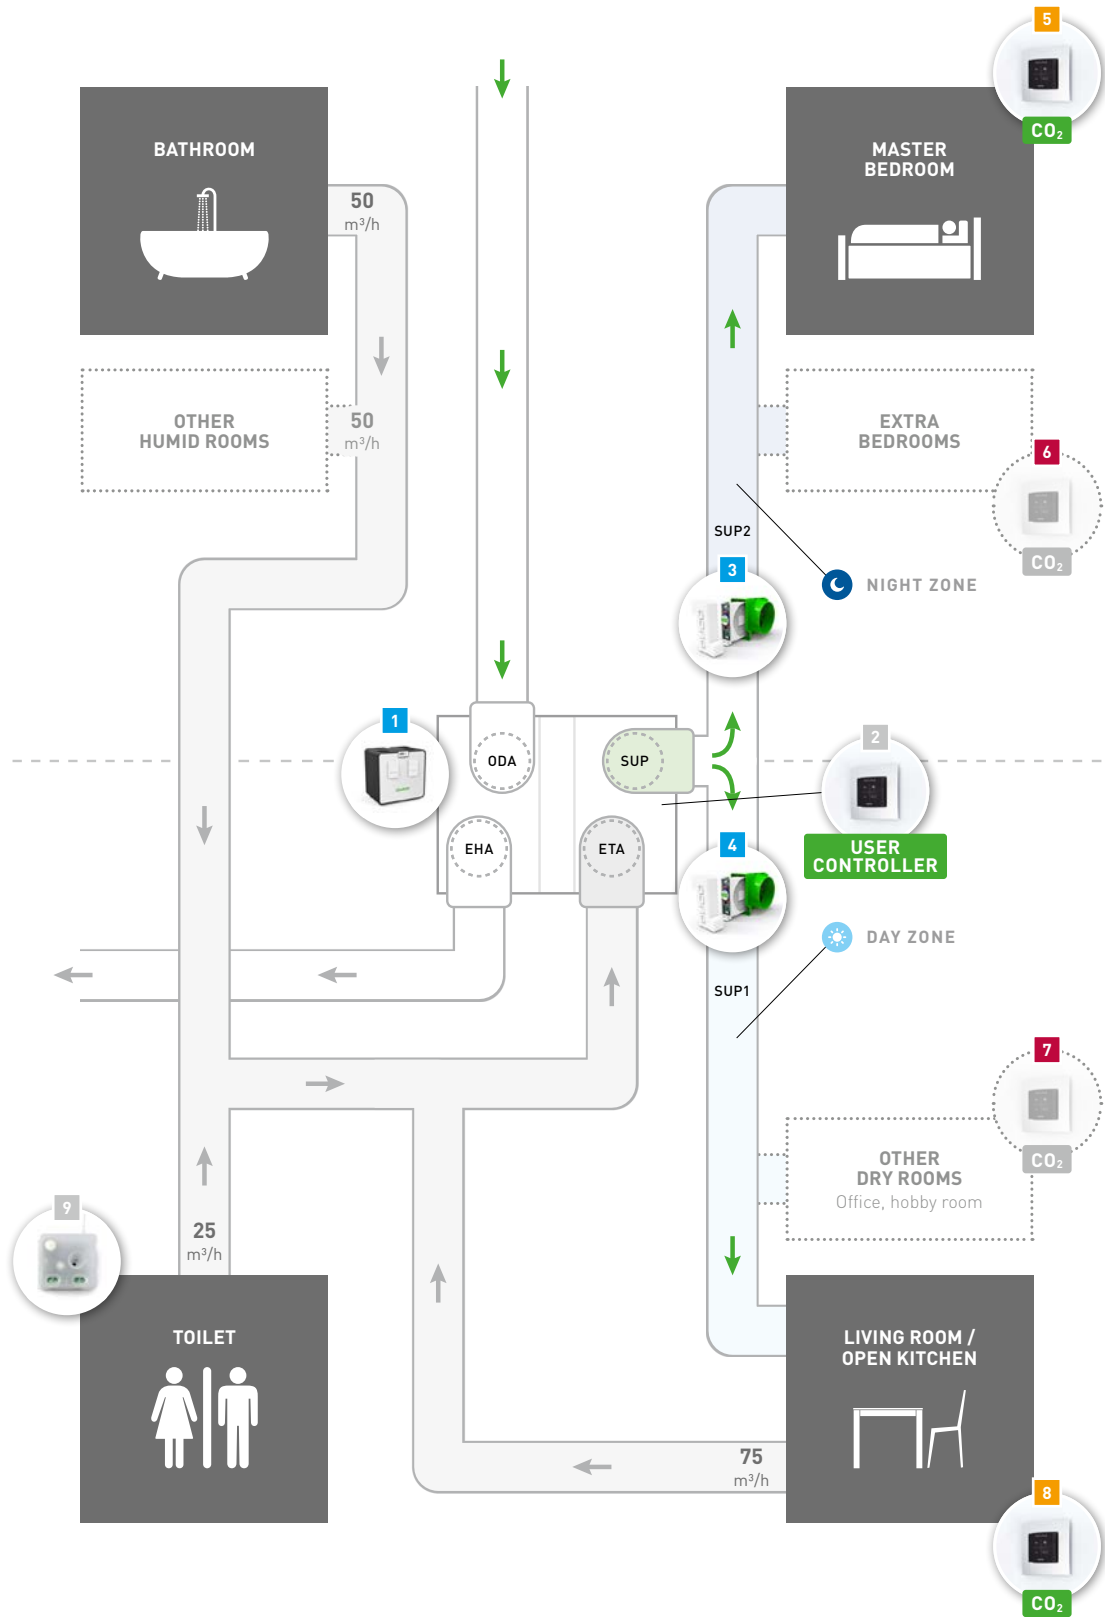 5
CO₂
BATHROOM
50
m³/h
MASTER
BEDROOM
OTHER
HUMID ROOMS
50
m³/h
EXTRA
BEDROOMS
6
CO₂
SUP2
3
NIGHT ZONE
1
ODA
SUP
2
USER
CONTROLLER
EHA
ETA
4
DAY ZONE
SUP1
7
CO₂
OTHER
DRY ROOMS
Office, hobby room
9
25
m³/h
TOILET
LIVING ROOM /
OPEN KITCHEN
75
m³/h
8
CO₂